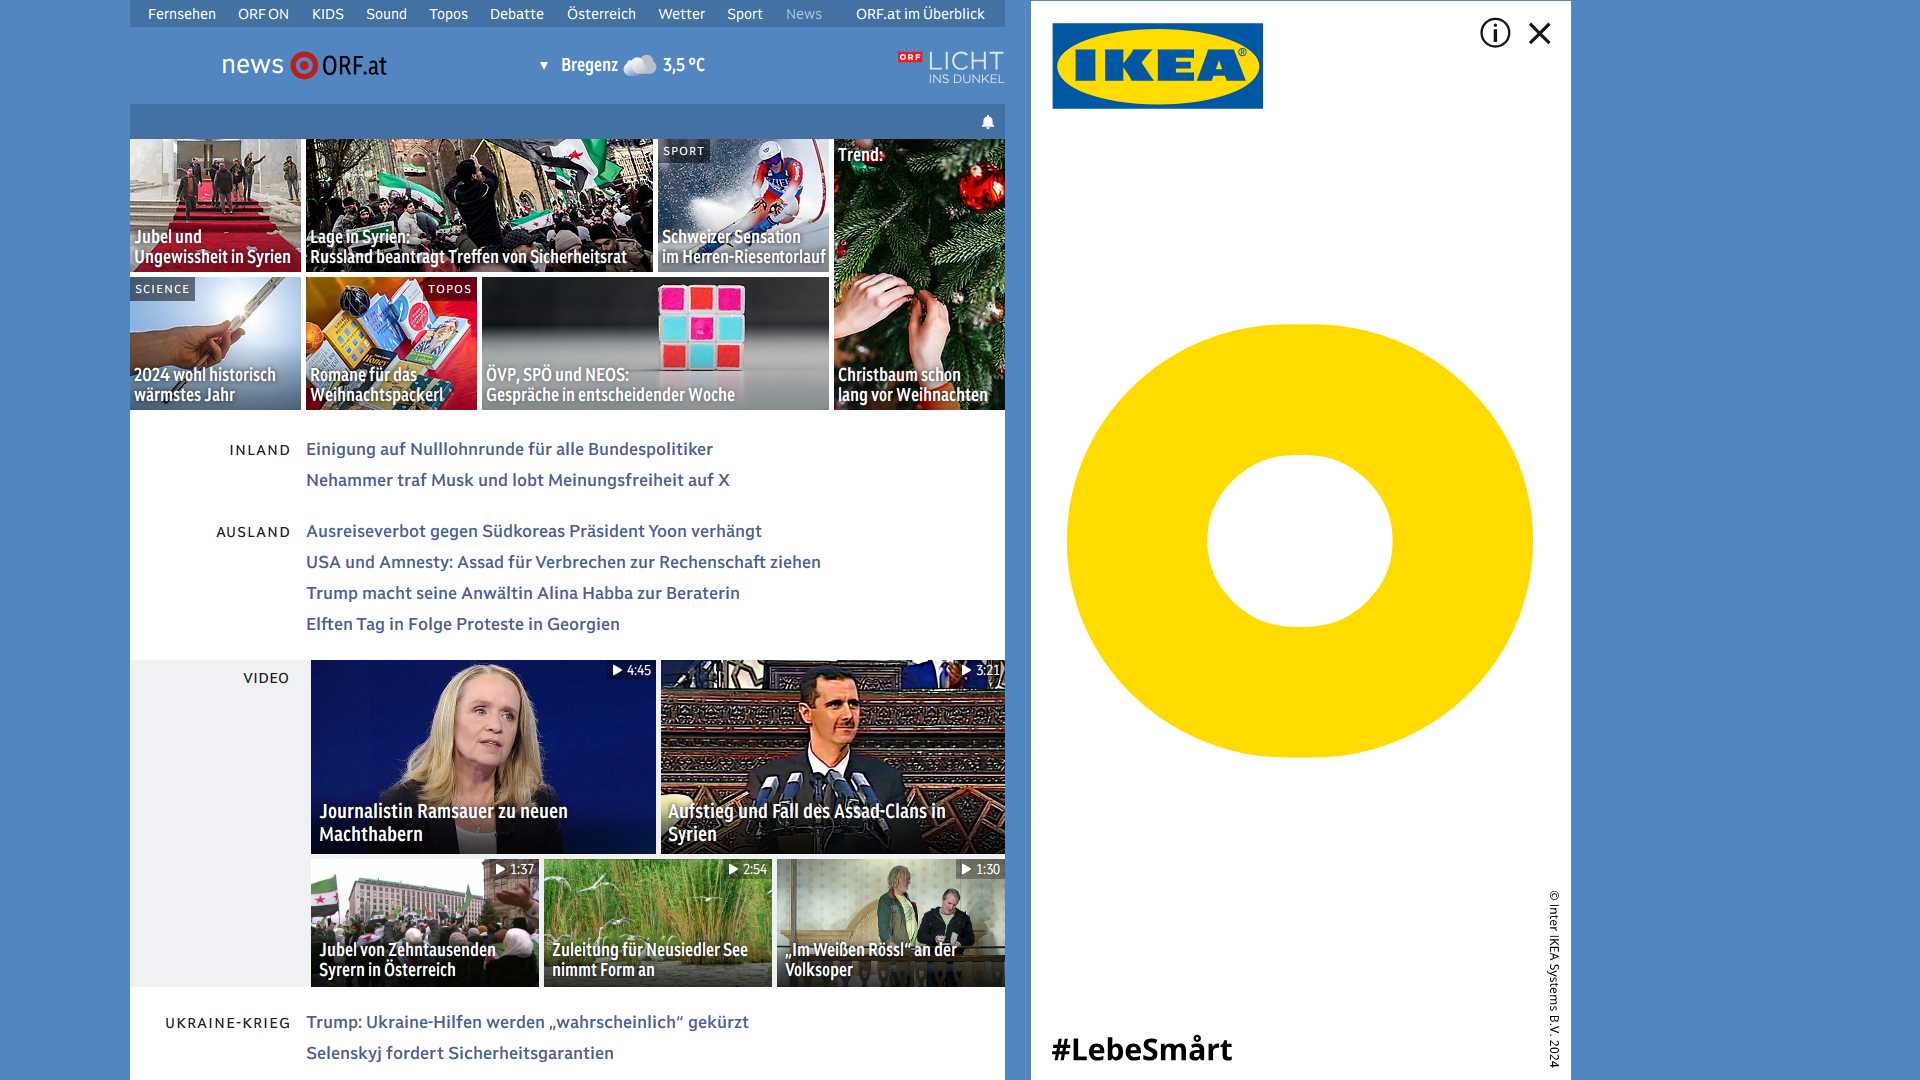 Fernsehen ORF ON KIDS Sound Topos Debatte Österreich Wetter Sport News ORF.at im Überblick
news ORF.at
▼ Bregenz 3,5 °C
ORF LICHT
INS DUNKEL
Jubel und
Ungewissheit in Syrien
Lage in Syrien:
Russland beantragt Treffen von Sicherheitsrat
SPORT
Schweizer Sensation
im Herren-Riesentorlauf
Trend:
Christbaum schon
lang vor Weihnachten
SCIENCE
2024 wohl historisch
wärmstes Jahr
TOPOS
Romane für das
Weihnachtspackerl
ÖVP, SPÖ und NEOS:
Gespräche in entscheidender Woche
INLAND
Einigung auf Nulllohnrunde für alle Bundespolitiker
Nehammer traf Musk und lobt Meinungsfreiheit auf X
AUSLAND
Ausreiseverbot gegen Südkoreas Präsident Yoon verhängt
USA und Amnesty: Assad für Verbrechen zur Rechenschaft ziehen
Trump macht seine Anwältin Alina Habba zur Beraterin
Elften Tag in Folge Proteste in Georgien
VIDEO
4:45
Journalistin Ramsauer zu neuen
Machthabern
3:21
Aufstieg und Fall des Assad-Clans in
Syrien
1:37
Jubel von Zehntausenden
Syrern in Österreich
2:54
Zuleitung für Neusiedler See
nimmt Form an
1:30
„Im Weißen Rössl“ an der
Volksoper
UKRAINE-KRIEG
Trump: Ukraine-Hilfen werden „wahrscheinlich“ gekürzt
Selenskyj fordert Sicherheitsgarantien
IKEA®
#LebeSmårt
© Inter IKEA Systems B.V. 2024